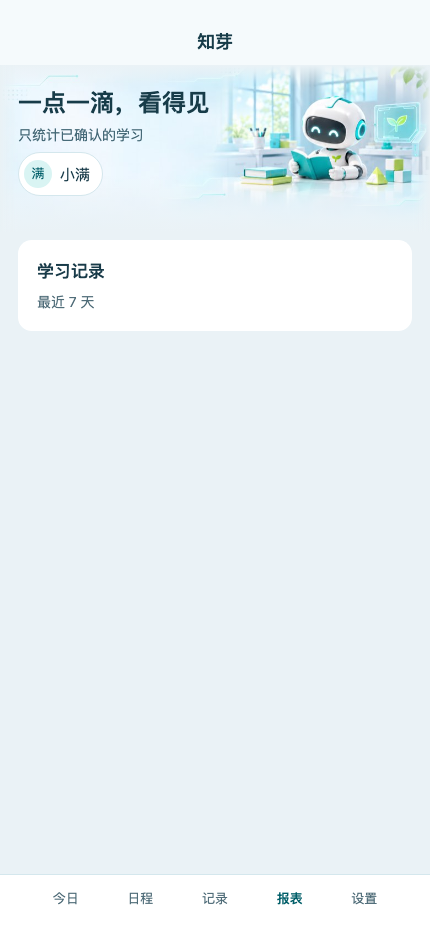 知芽
一点一滴，看得见
只统计已确认的学习
满 小满
学习记录
最近 7 天
今日 日程 记录 报表 设置